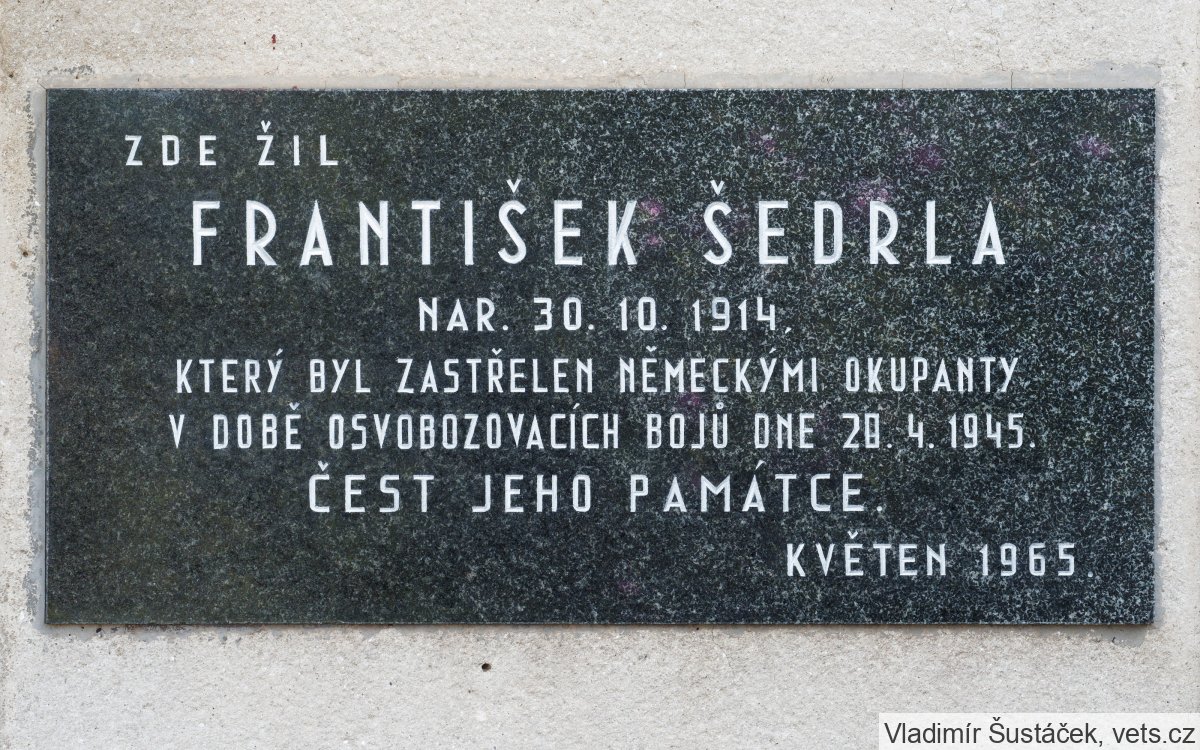 ZDE ŽIL
FRANTIŠEK ŠEDRLA
NAR. 30. 10. 1914,
KTERÝ BYL ZASTŘELEN NĚMECKÝMI OKUPANTY
V DOBĚ OSVOBOZOVACÍCH BOJŮ DNE 20. 4. 1945.
ČEST JEHO PAMÁTCE.
KVĚTEN 1965.
Vladimír Šustáček, vets.cz